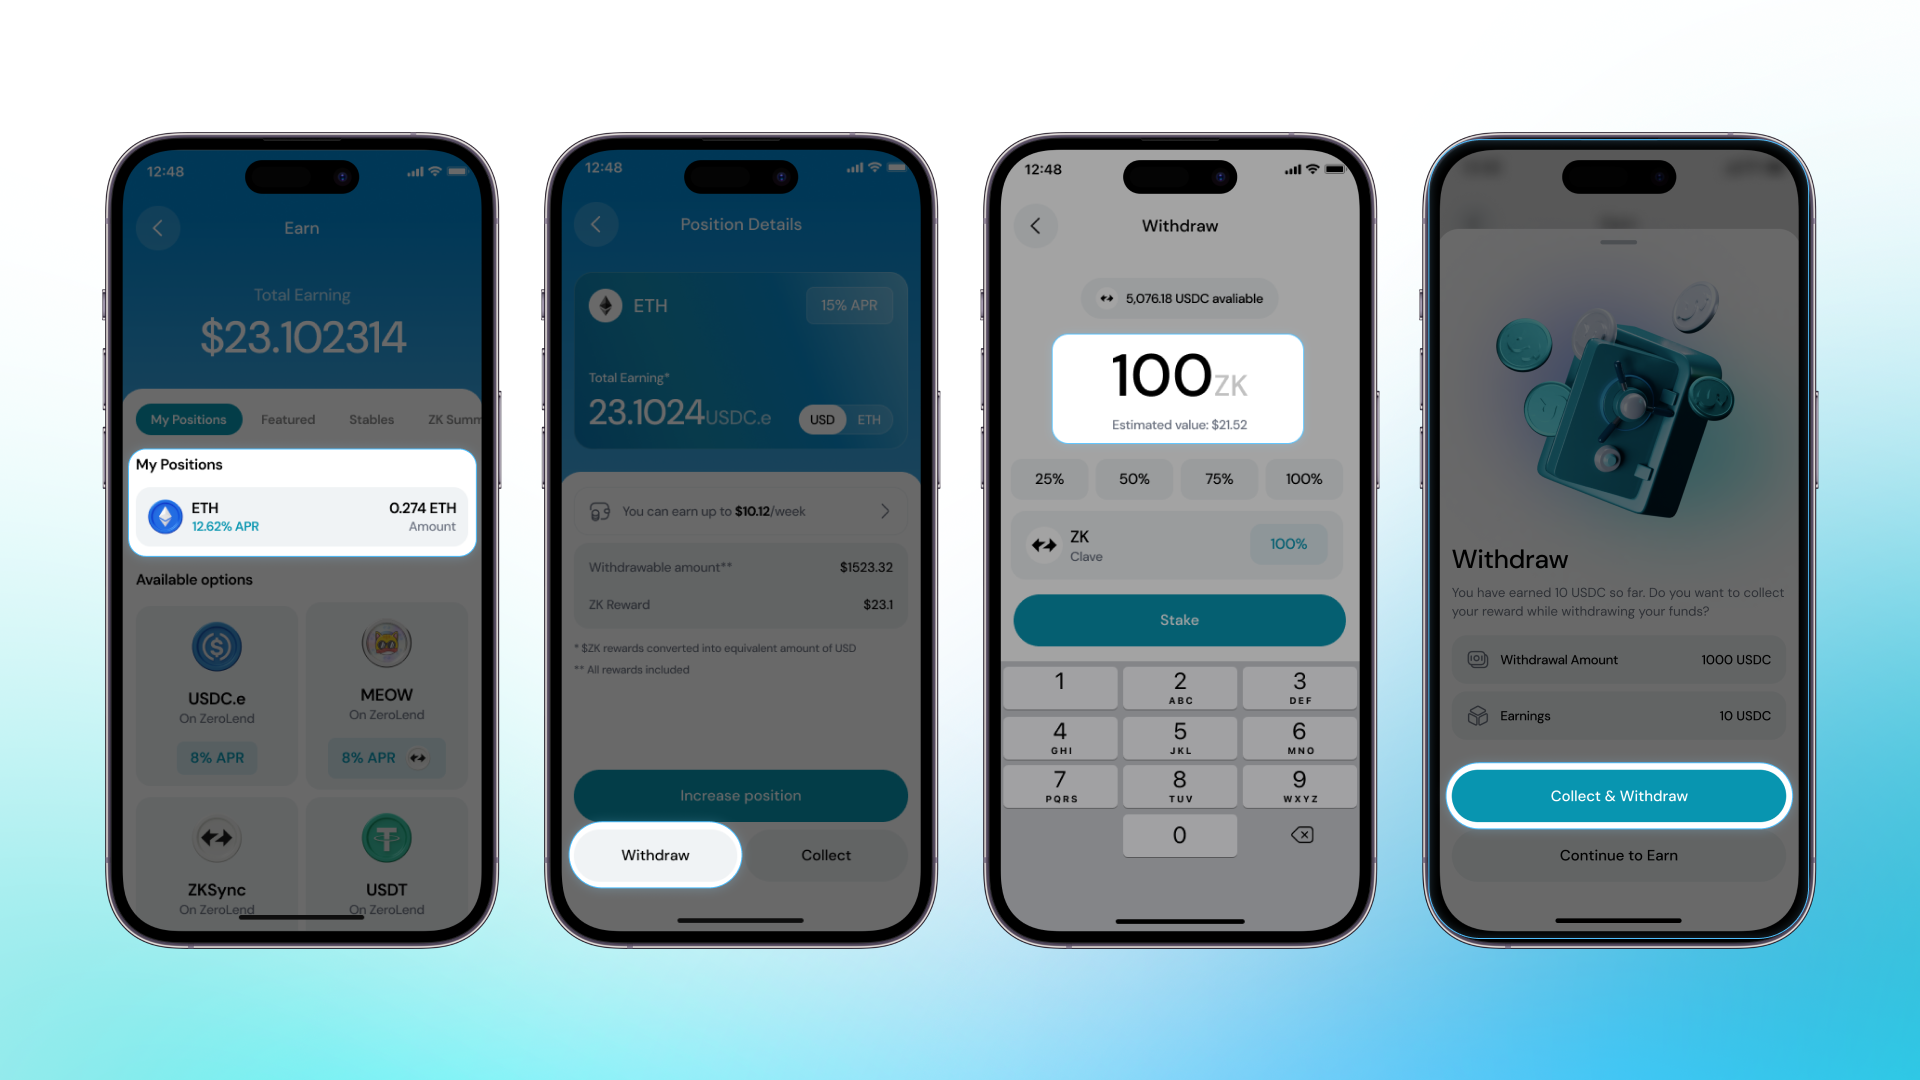 12:48
Earn
Total Earning
$23.102314
My Positions
Featured
Stables
ZK Summ
My Positions
ETH
0.274 ETH
12.62% APR
Amount
Available options
USDC.e
MEOW
On ZeroLend
On ZeroLend
8% APR
8% APR
ZKSync
USDT
On ZeroLend
On ZeroLend
12:48
Position Details
ETH
15% APR
Total Earning*
23.1024USDC.e
USD
ETH
You can earn up to $10.12/week
Withdrawable amount**
$1523.32
ZK Reward
$23.1
* $ZK rewards converted into equivalent amount of USD
** All rewards included
Increase position
Withdraw
Collect
12:48
Withdraw
5,076.18 USDC avaliable
100ZK
Estimated value: $21.52
25%
50%
75%
100%
ZK
Clave
100%
Stake
1
2
ABC
3
DEF
4
GHI
5
JKL
6
MNO
7
PQRS
8
TUV
9
WXYZ
0
Withdraw
You have earned 10 USDC so far. Do you want to collect
your reward while withdrawing your funds?
Withdrawal Amount
1000 USDC
Earnings
10 USDC
Collect & Withdraw
Continue to Earn